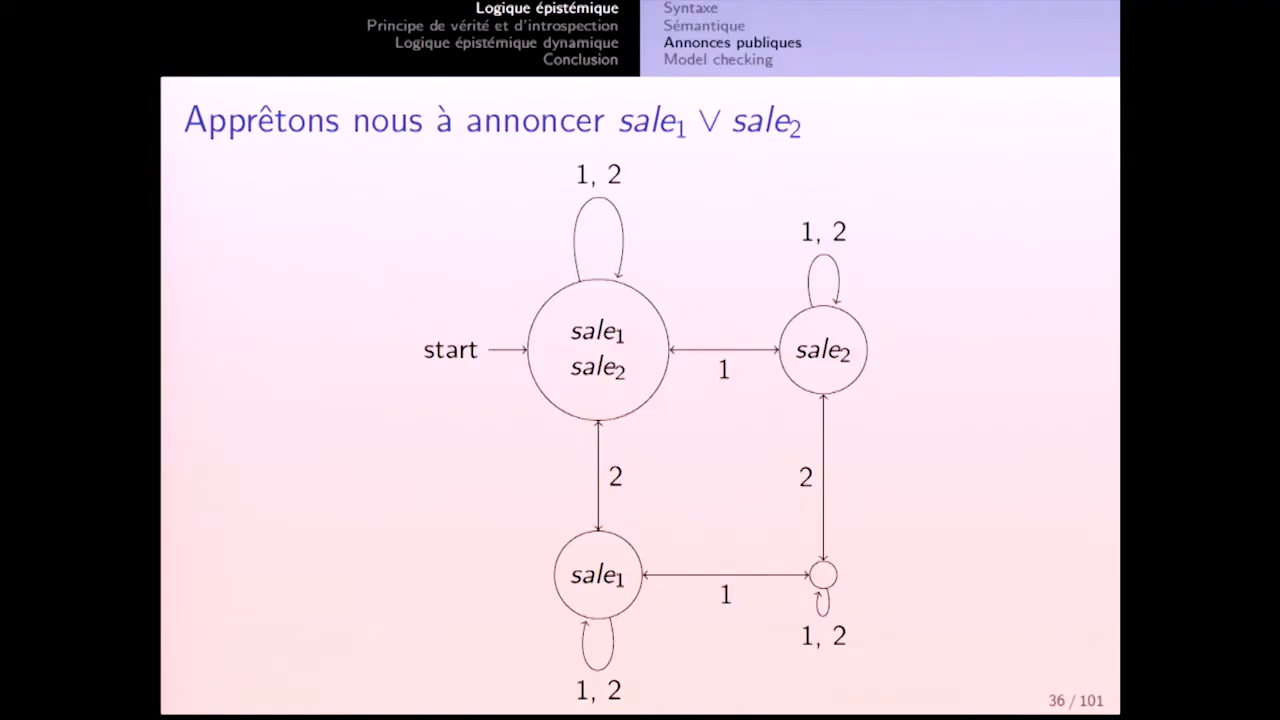 Logique épistémique
Principe de vérité et d'introspection
Logique épistémique dynamique
Conclusion
Syntaxe
Sémantique
Annonces publiques
Model checking
Apprêtons nous à annoncer sale₁ ∨ sale₂
1, 2
1, 2
start
sale₁
sale₂
1
sale₂
2
2
sale₁
1
1, 2
1, 2
36 / 101